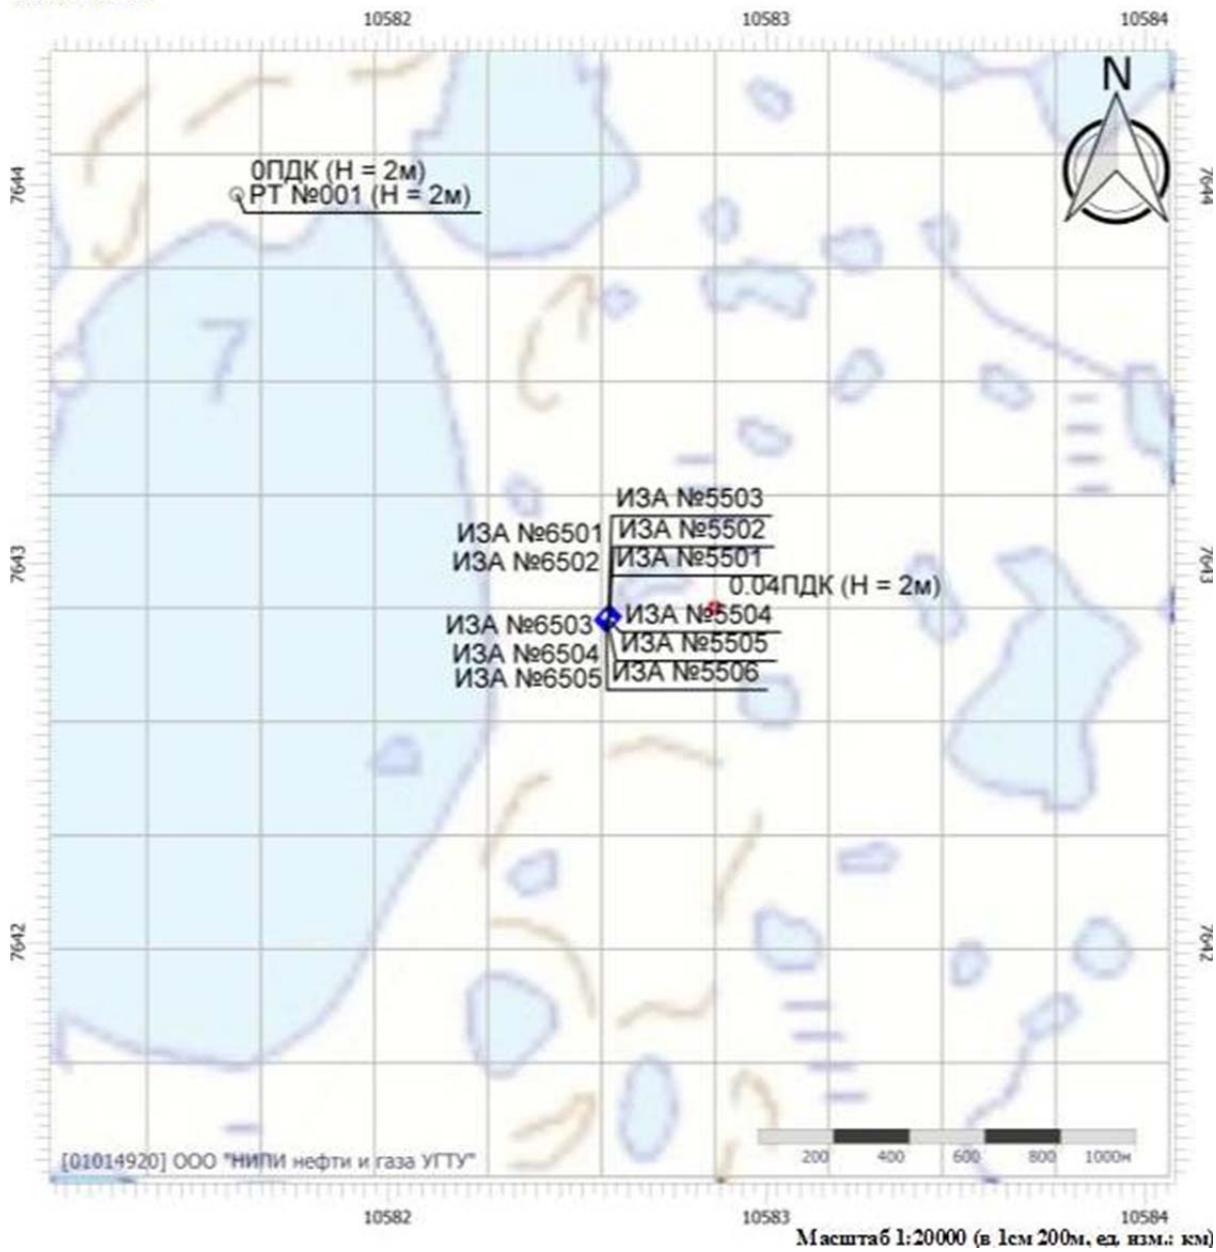 10582 10583 10584
N
0ПДК (Н = 2м)
РТ №001 (Н = 2м)
7644 7644
ИЗА №5503
ИЗА №6501 ИЗА №5502
ИЗА №6502 ИЗА №5501
7643 7643
0.04ПДК (Н = 2м)
ИЗА №6503 ИЗА №5504
ИЗА №6504 ИЗА №5505
ИЗА №6505 ИЗА №5506
7642 7642
200 400 600 800 1000м
[01014920] ООО "НИПИ нефти и газа УГТУ"
10582 10583 10584
Масштаб 1:20000 (в 1см 200м, ед. изм.: км)